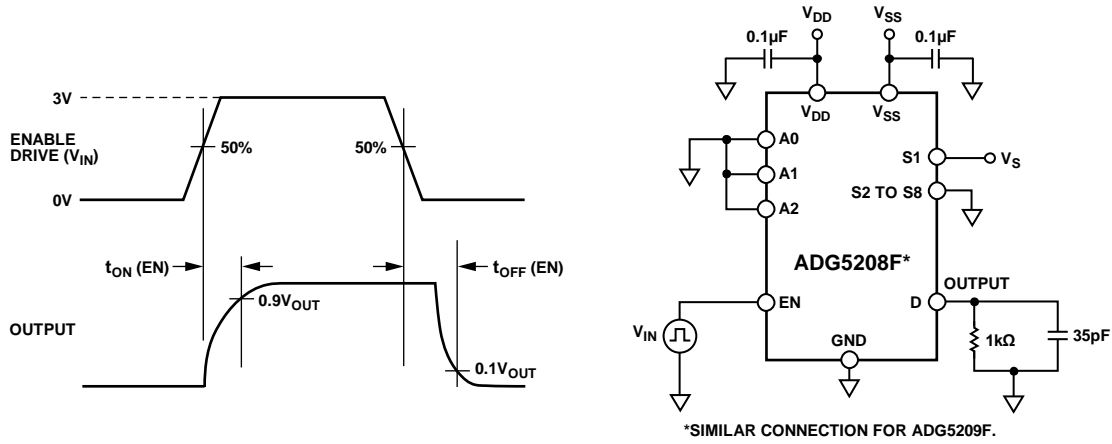 3V
ENABLE
DRIVE (VIN)
50%
50%
0V
tON (EN)
tOFF (EN)
0.9VOUT
OUTPUT
0.1VOUT
VDD
VSS
0.1µF
0.1µF
VDD
VSS
A0
A1
A2
S1
VS
S2 TO S8
ADG5208F*
OUTPUT
EN
D
VIN
GND
1kΩ
35pF
*SIMILAR CONNECTION FOR ADG5209F.